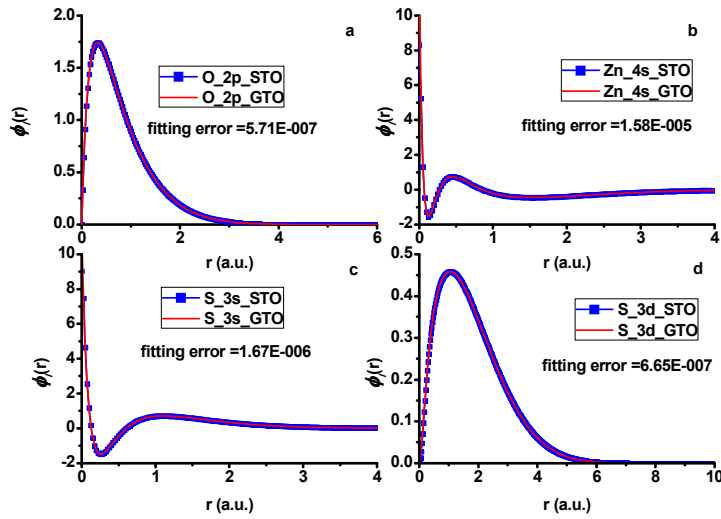 a
2.0
1.5
1.0
0.5
0.0
ϕᵢ(r)
O_2p_STO
O_2p_GTO
fitting error =5.71E-007
0 2 4 6
r (a.u.)
b
10
8
6
4
2
0
-2
ϕᵢ(r)
Zn_4s_STO
Zn_4s_GTO
fitting error =1.58E-005
0 1 2 3 4
r (a.u.)
c
10
8
6
4
2
0
-2
ϕᵢ(r)
S_3s_STO
S_3s_GTO
fitting error =1.67E-006
0 1 2 3 4
r (a.u.)
d
0.5
0.4
0.3
0.2
0.1
0.0
ϕᵢ(r)
S_3d_STO
S_3d_GTO
fitting error =6.65E-007
0 2 4 6 8 10
r (a.u.)